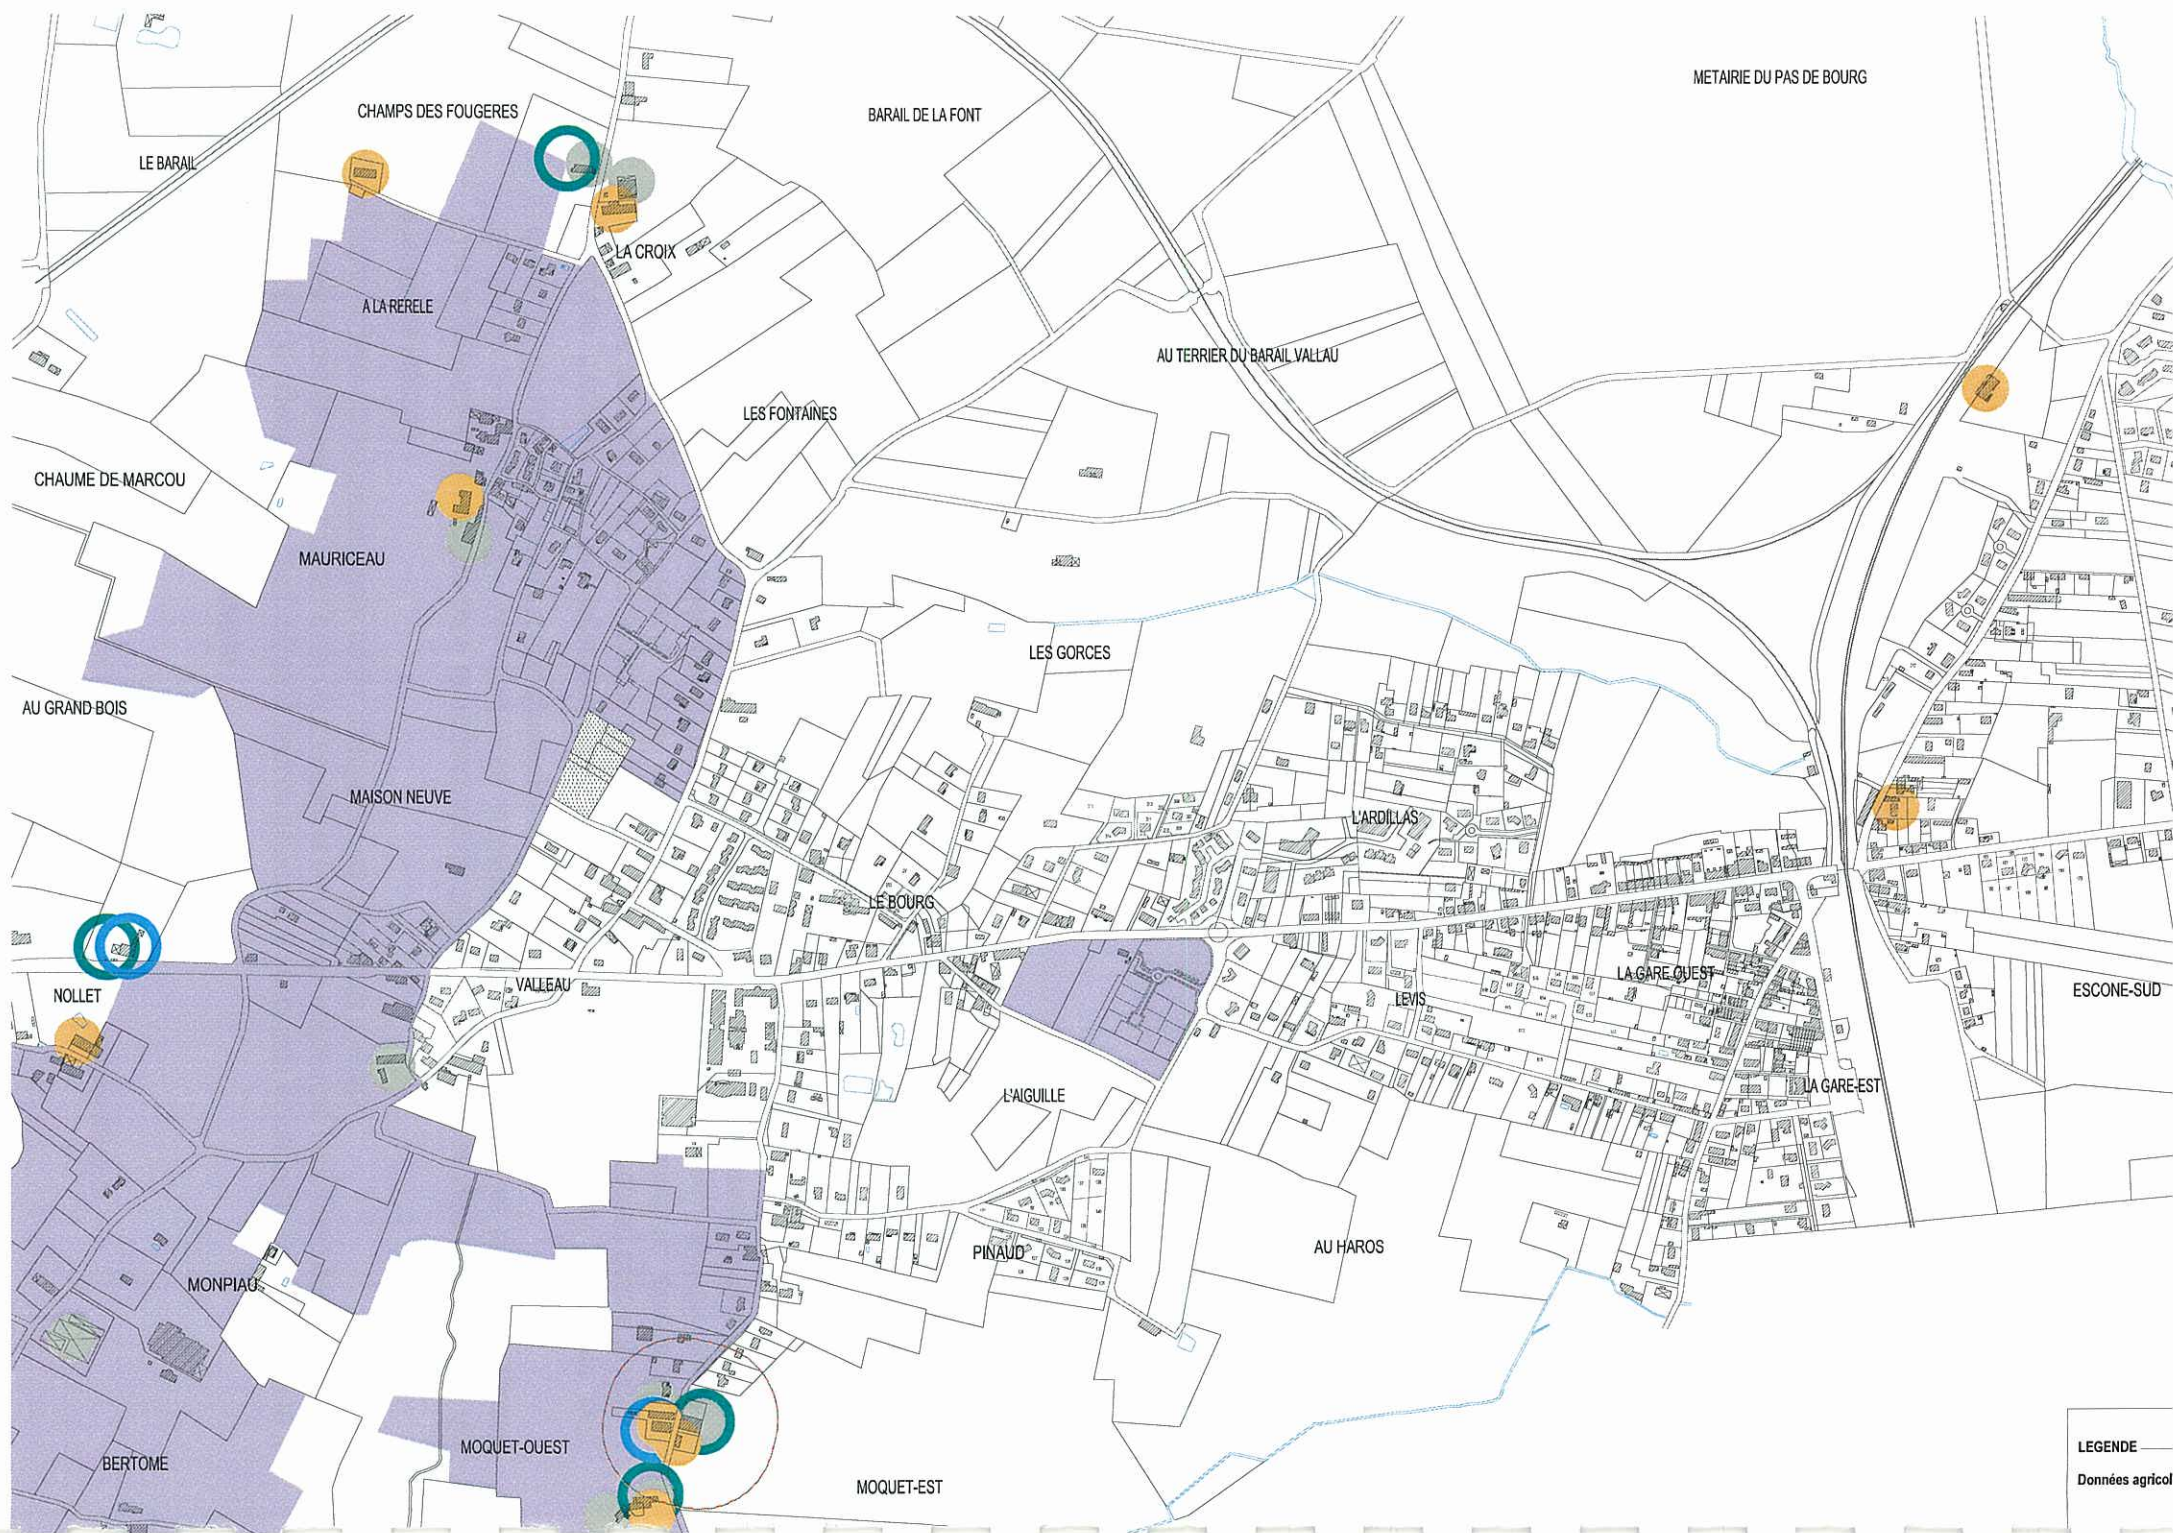 METAIRIE DU PAS DE BOURG
CHAMPS DES FOUGERES
BARAIL DE LA FONT
LE BARAIL
LA CROIX
A LA RERELE
AU TERRIER DU BARAIL VALLAU
LES FONTAINES
CHAUME DE MARCOU
MAURICEAU
LES GORCES
AU GRAND BOIS
MAISON NEUVE
L'ARDILLAS
LE BOURG
LA GARE OUEST
VALLEAU
NOLLET
LEVIS
ESCONE-SUD
L'AIGUILLE
LA GARE-EST
PINAUD
AU HAROS
MONPIAU
MOQUET-OUEST
BERTOME
MOQUET-EST
LEGENDE
Données agricol